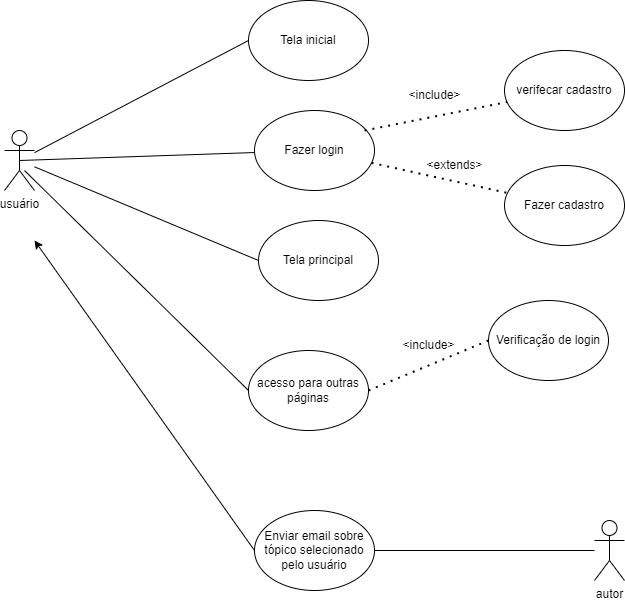 Tela inicial
<include>
verifecar cadastro
Fazer login
<extends>
usuário
Fazer cadastro
Tela principal
<include>
Verificação de login
acesso para outras
páginas
Enviar email sobre
tópico selecionado
pelo usuário
autor